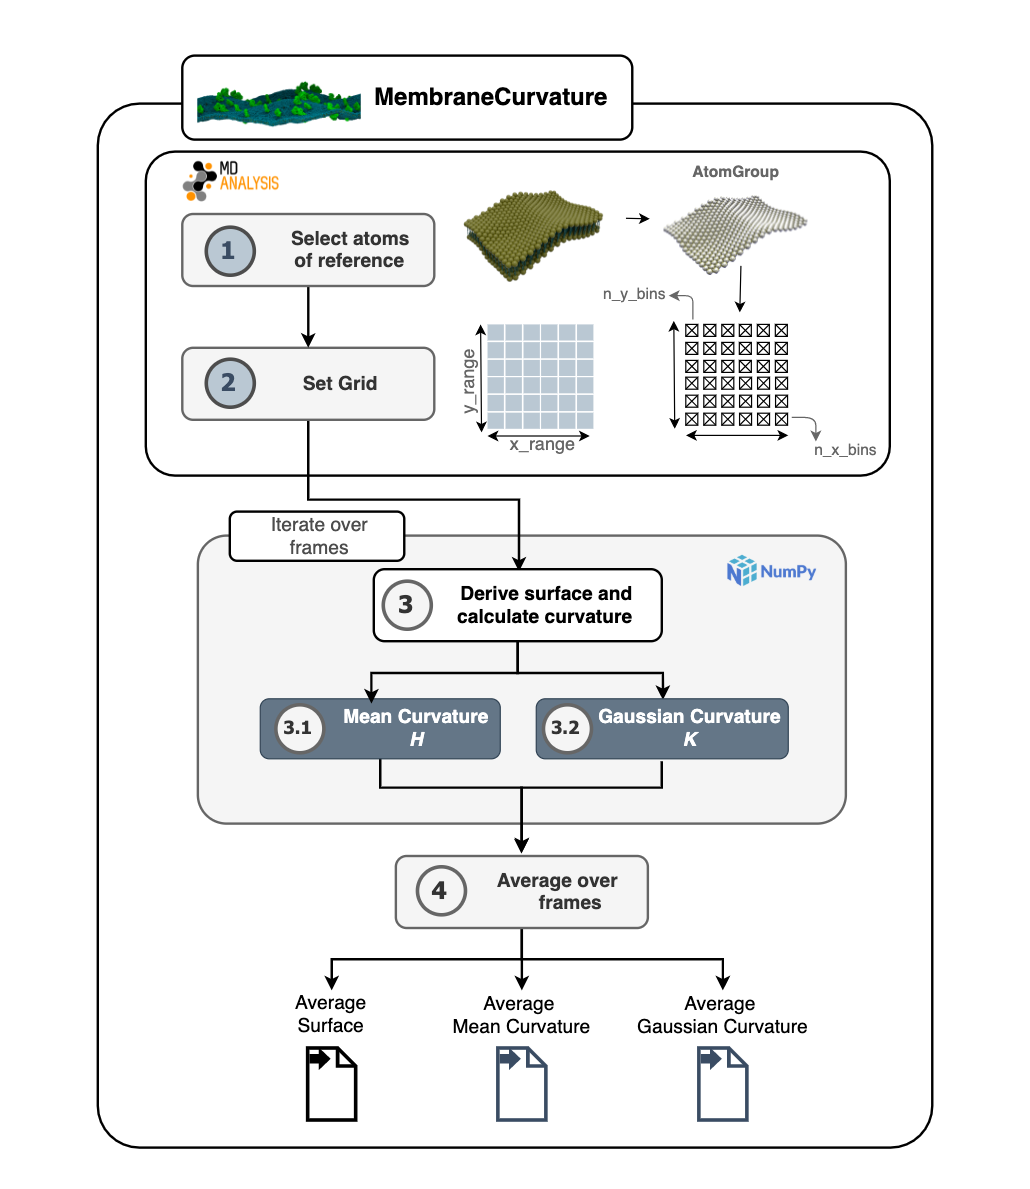 MembraneCurvature
MD
ANALYSIS
AtomGroup
1
Select atoms
of reference
n_y_bins
2
Set Grid
y_range
x_range
n_x_bins
Iterate over
frames
NumPy
3
Derive surface and
calculate curvature
3.1
Mean Curvature
H
3.2
Gaussian Curvature
K
4
Average over
frames
Average
Surface
Average
Mean Curvature
Average
Gaussian Curvature